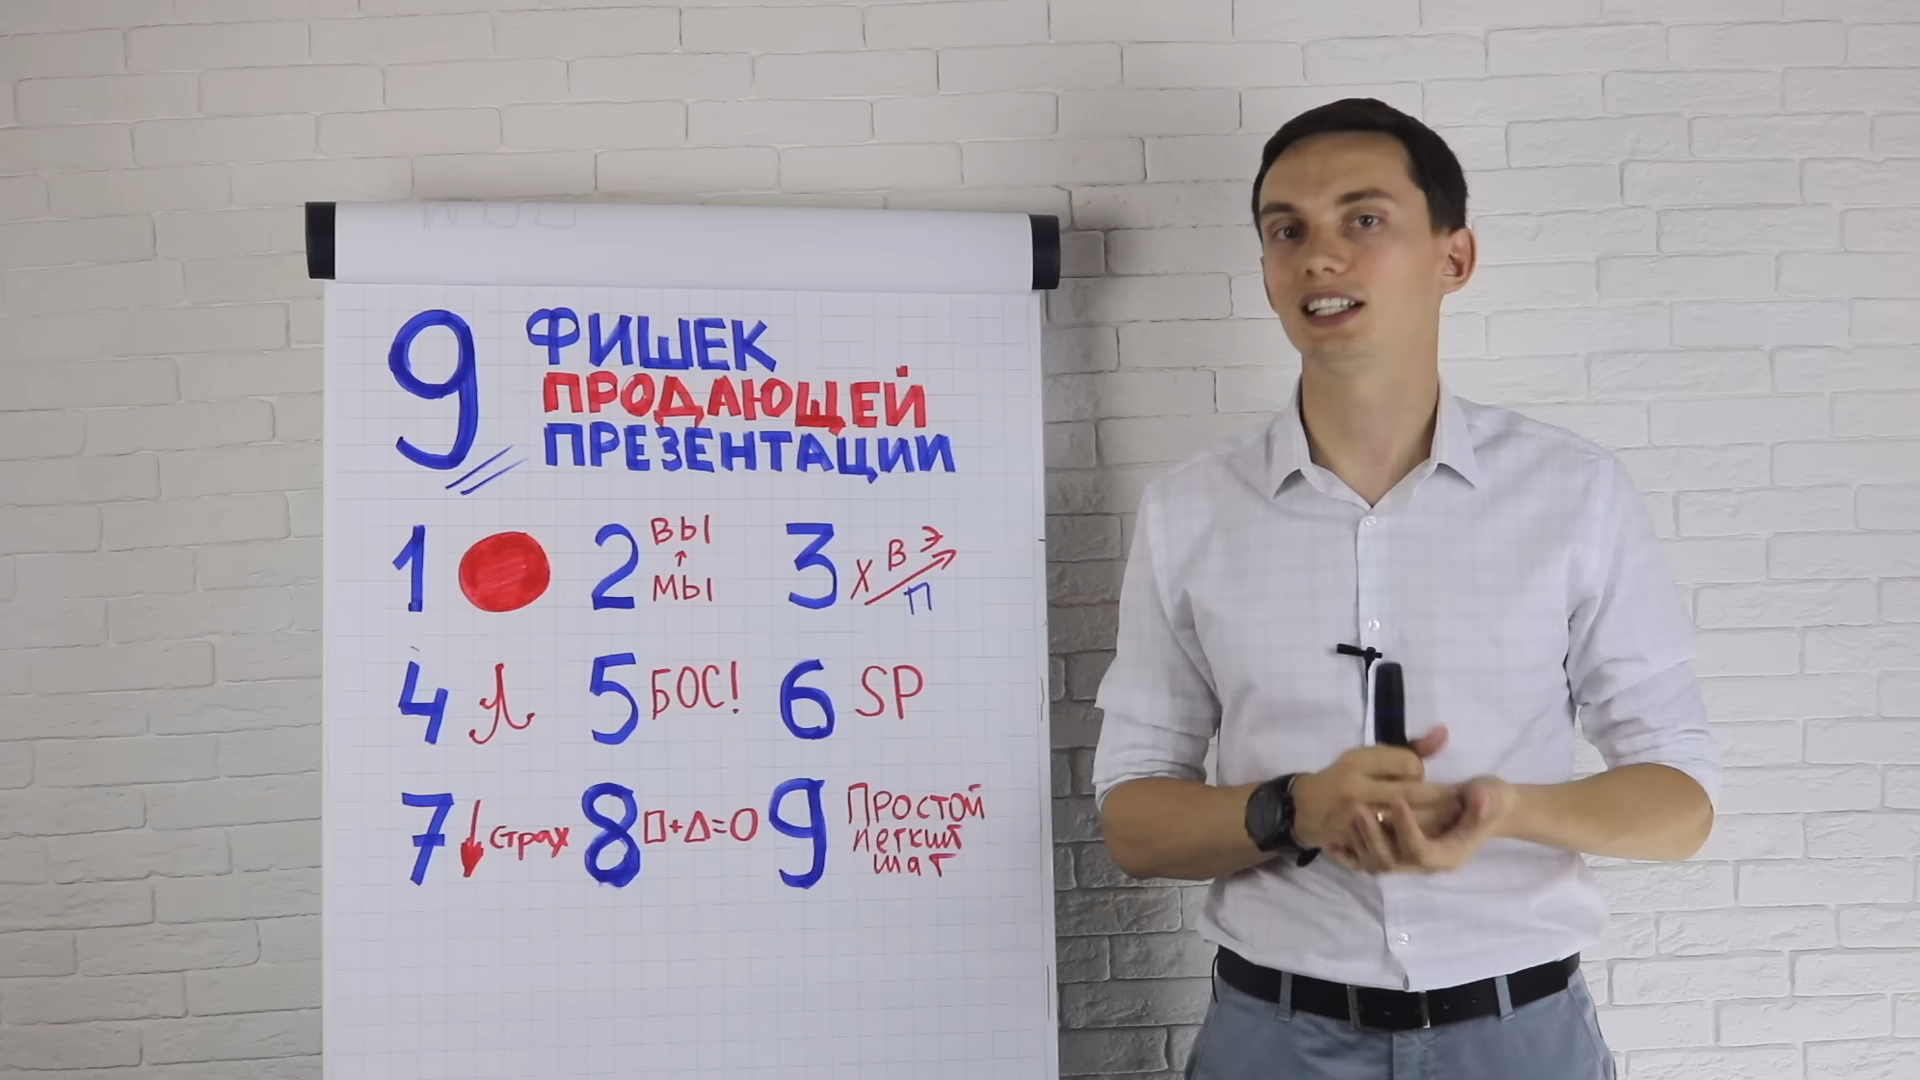 9 ФИШЕК
ПРОДАЮЩЕЙ
ПРЕЗЕНТАЦИИ
1
2 ВЫ
↑
МЫ
3 Х В Э
П
4 Л
5 БОС!
6 SP
7 ↓ страх
8 □+△=О
9 Простой
легкий
шаг